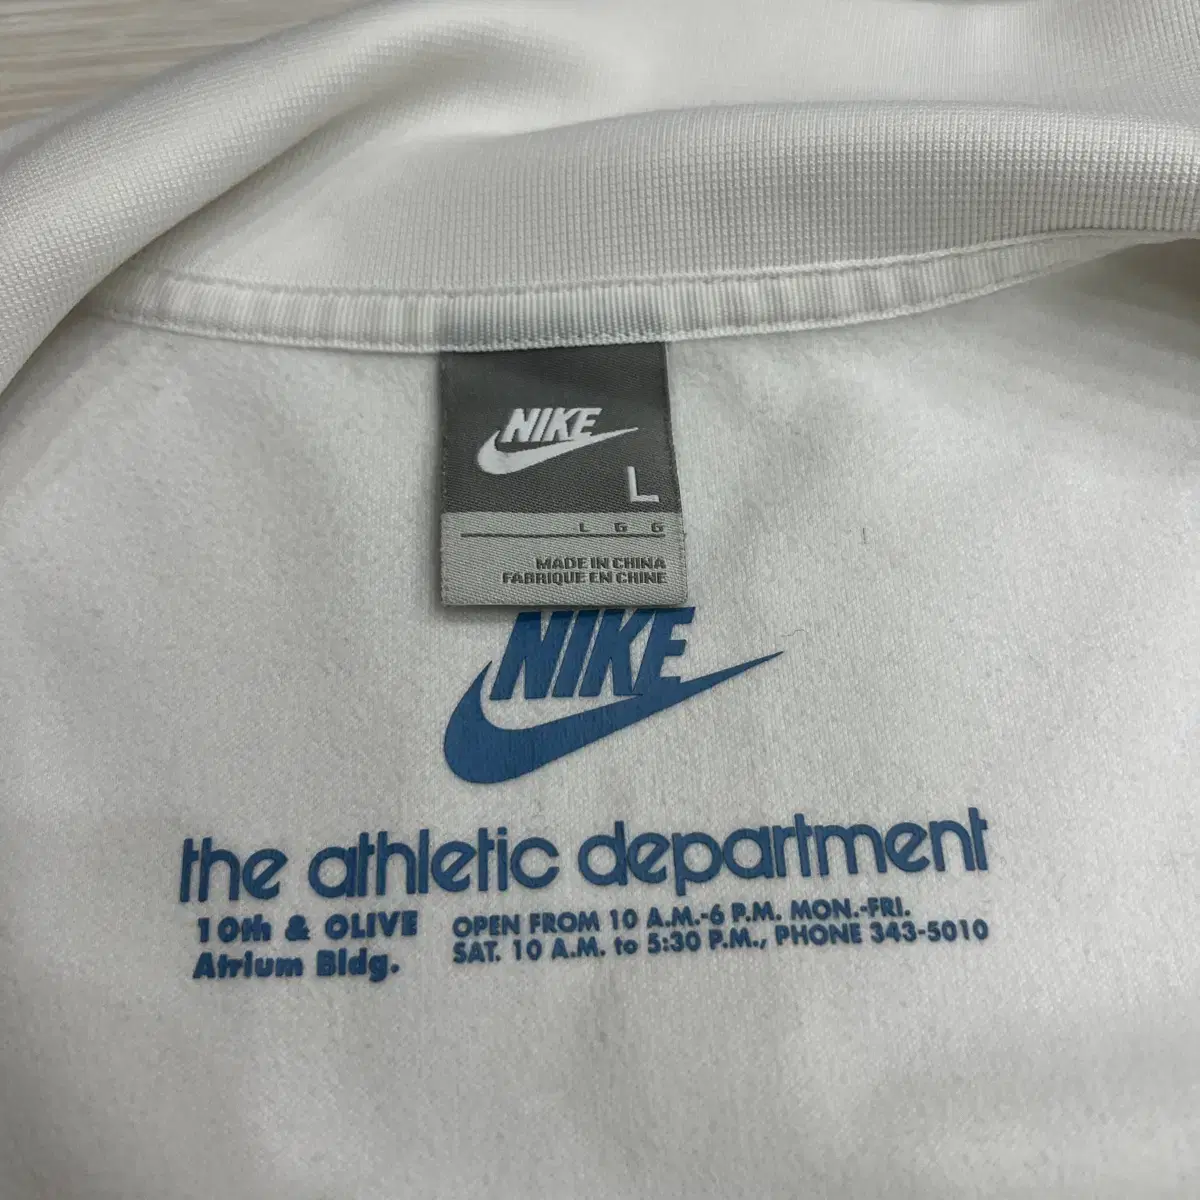 NIKE
L
L G G
MADE IN CHINA
FABRIQUE EN CHINE
NIKE
the athletic department
10th & OLIVE
Atrium Bldg.
OPEN FROM 10 A.M.-6 P.M. MON.-FRI.
SAT. 10 A.M. to 5:30 P.M., PHONE 343-5010